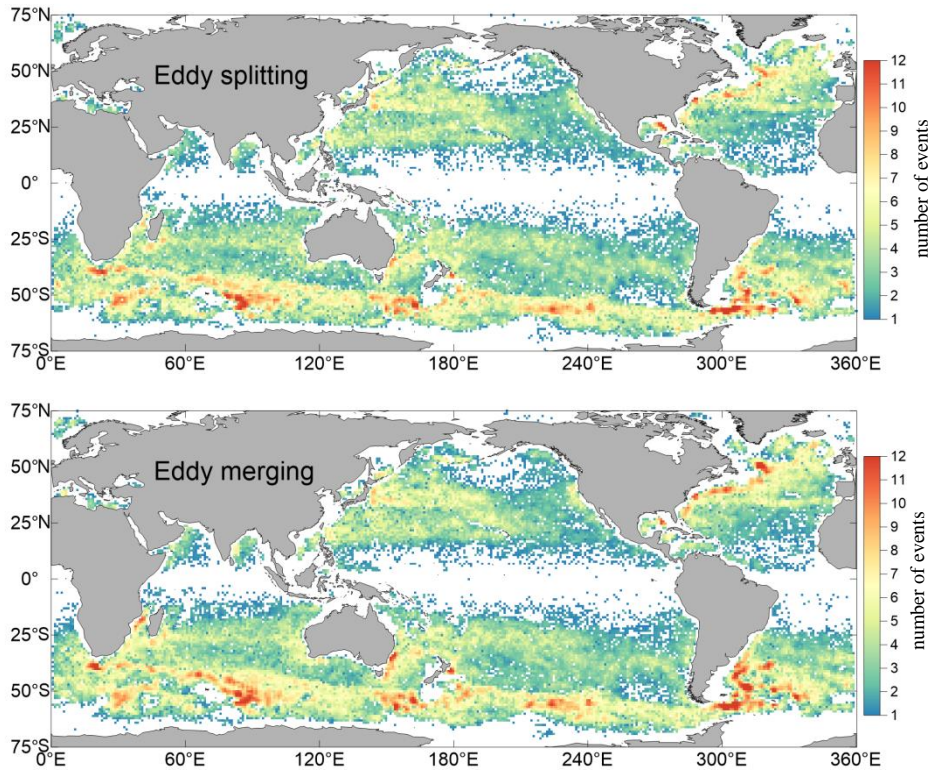 75°N
50°N
25°N
0°
25°S
50°S
75°S
Eddy splitting
0°E
60°E
120°E
180°E
240°E
300°E
360°E
12
11
10
9
8
7
6
5
4
3
2
1
number of events
75°N
50°N
25°N
0°
25°S
50°S
75°S
Eddy merging
0°E
60°E
120°E
180°E
240°E
300°E
360°E
12
11
10
9
8
7
6
5
4
3
2
1
number of events